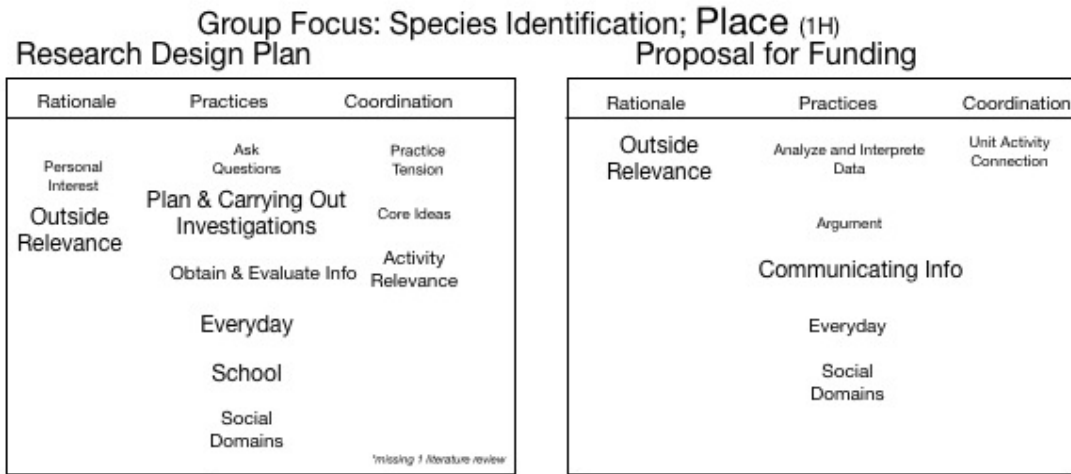 Group Focus: Species Identification; Place (1H)
Research Design Plan
Rationale Practices Coordination
Personal
Interest
Outside
Relevance
Ask
Questions
Plan & Carrying Out
Investigations
Obtain & Evaluate Info
Everyday
School
Social
Domains
Practice
Tension
Core Ideas
Activity
Relevance
*missing 1 literature review
Proposal for Funding
Rationale Practices Coordination
Outside
Relevance
Analyze and Interprete
Data
Argument
Communicating Info
Everyday
Social
Domains
Unit Activity
Connection